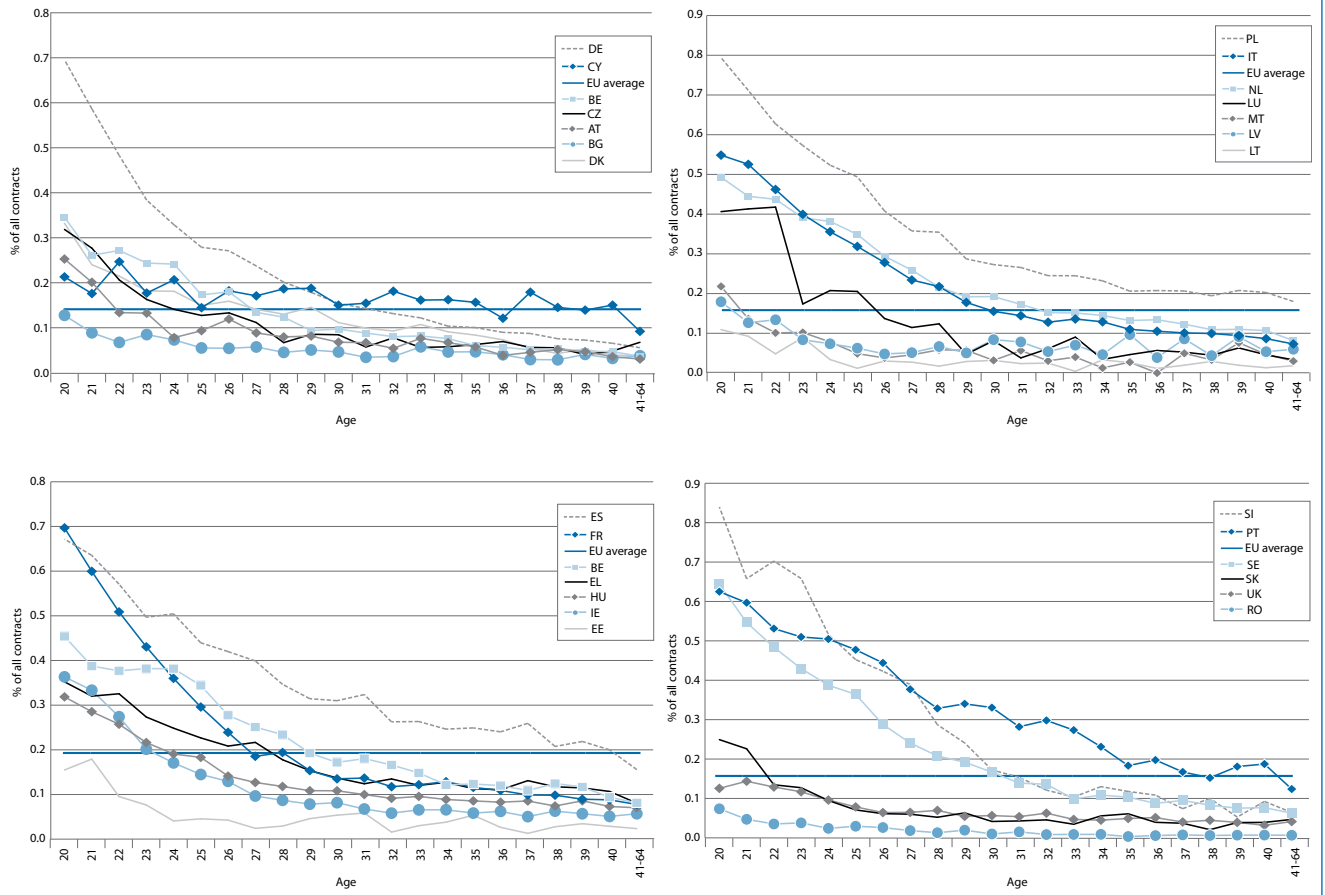 0.8
0.7
0.6
0.5
0.4
0.3
0.2
0.1
0.0
% of all contracts
DE
CY
EU average
BE
CZ
AT
BG
DK
20 21 22 23 24 25 26 27 28 29 30 31 32 33 34 35 36 37 38 39 40 41-64
Age
0.9
0.8
0.7
0.6
0.5
0.4
0.3
0.2
0.1
0.0
% of all contracts
PL
IT
EU average
NL
LU
MT
LV
LT
20 21 22 23 24 25 26 27 28 29 30 31 32 33 34 35 36 37 38 39 40 41-64
Age
0.8
0.7
0.6
0.5
0.4
0.3
0.2
0.1
0.0
% of all contracts
ES
FR
EU average
BE
EL
HU
IE
EE
20 21 22 23 24 25 26 27 28 29 30 31 32 33 34 35 36 37 38 39 40 41-64
Age
0.9
0.8
0.7
0.6
0.5
0.4
0.3
0.2
0.1
0.0
% of all contracts
SI
PT
EU average
SE
SK
UK
RO
20 21 22 23 24 25 26 27 28 29 30 31 32 33 34 35 36 37 38 39 40 41-64
Age